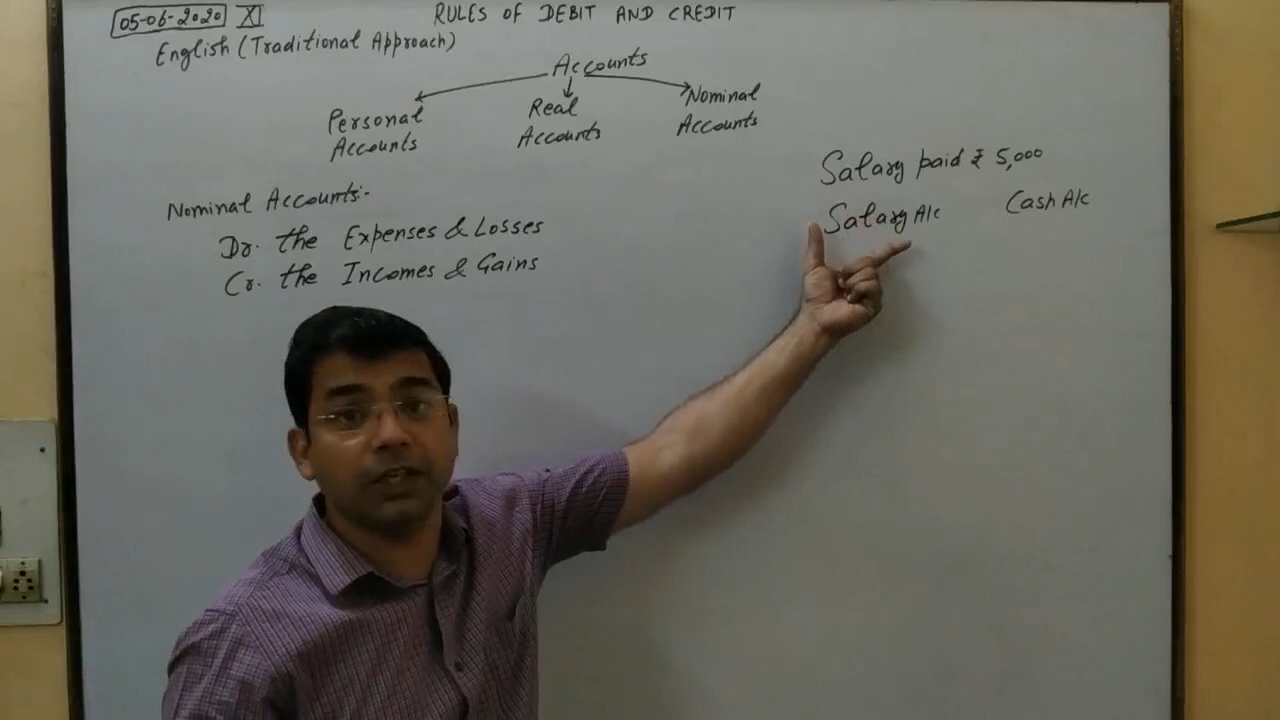 05-06-2020 XI RULES OF DEBIT AND CREDIT
English (Traditional Approach)
Accounts
Personal Accounts
Real Accounts
Nominal Accounts
Nominal Accounts:-
Dr. the Expenses & Losses
Cr. the Incomes & Gains
Salary paid ₹ 5,000
Salary A/c Cash A/c